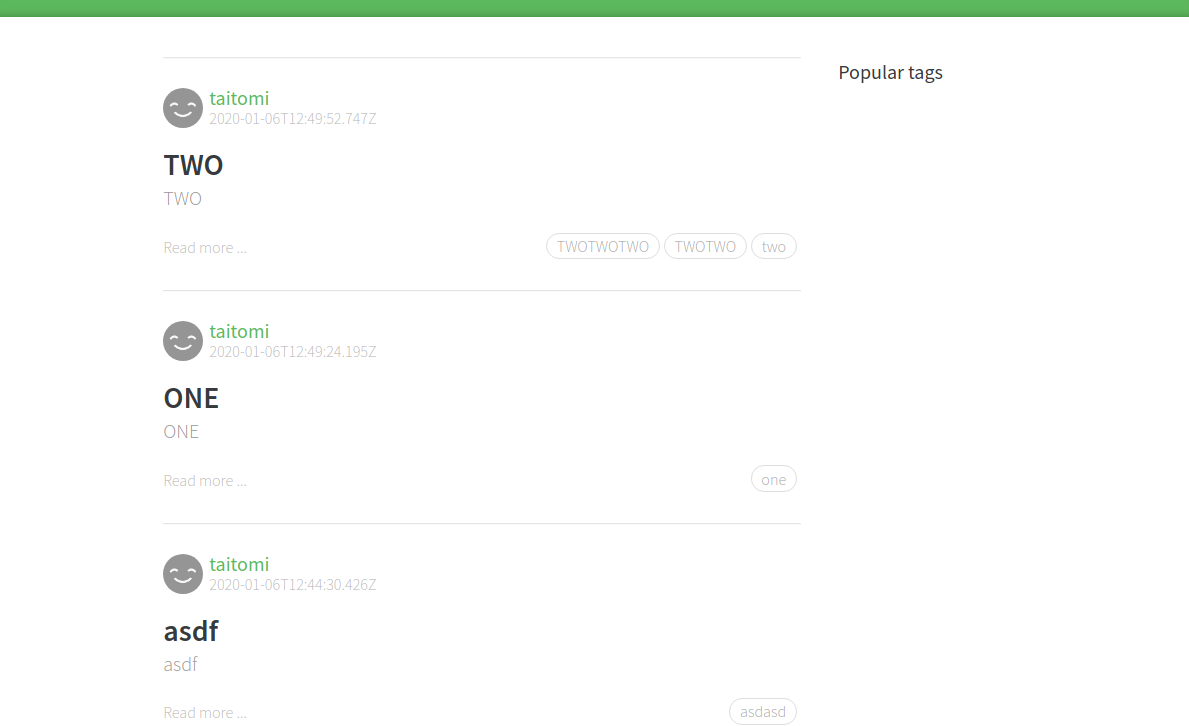 Popular tags
taitomi
2020-01-06T12:49:52.747Z
TWO
TWO
Read more ...
TWOTWOTWO TWOTWO two
taitomi
2020-01-06T12:49:24.195Z
ONE
ONE
Read more ...
one
taitomi
2020-01-06T12:44:30.426Z
asdf
asdf
Read more ...
asdasd